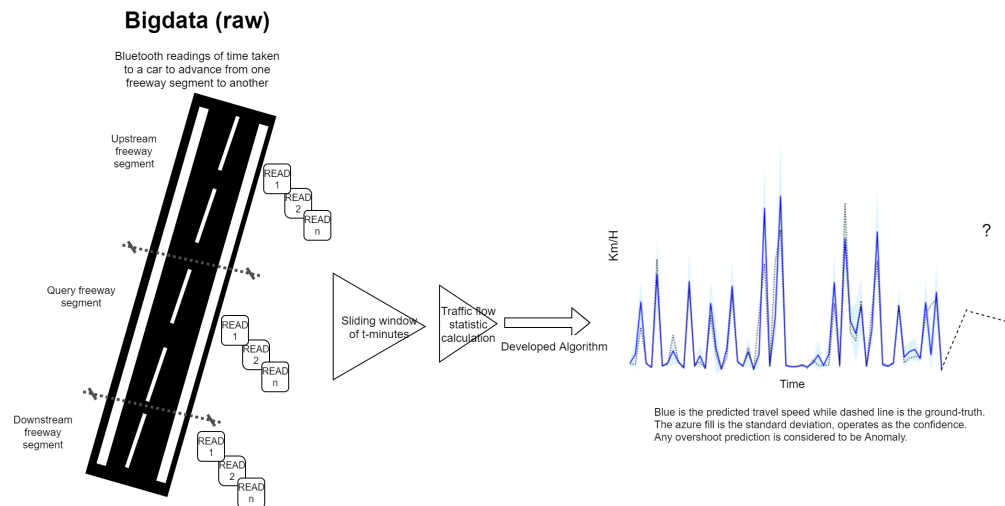 Bigdata (raw)
Bluetooth readings of time taken
to a car to advance from one
freeway segment to another
Upstream
freeway
segment
READ
1
READ
2
READ
n
Query freeway
segment
READ
1
READ
2
READ
n
Downstream
freeway
segment
READ
1
READ
2
READ
n
Sliding window
of t-minutes
Traffic flow
statistic
calculation
Developed Algorithm
Km/H
?
Time
Blue is the predicted travel speed while dashed line is the ground-truth.
The azure fill is the standard deviation, operates as the confidence.
Any overshoot prediction is considered to be Anomaly.